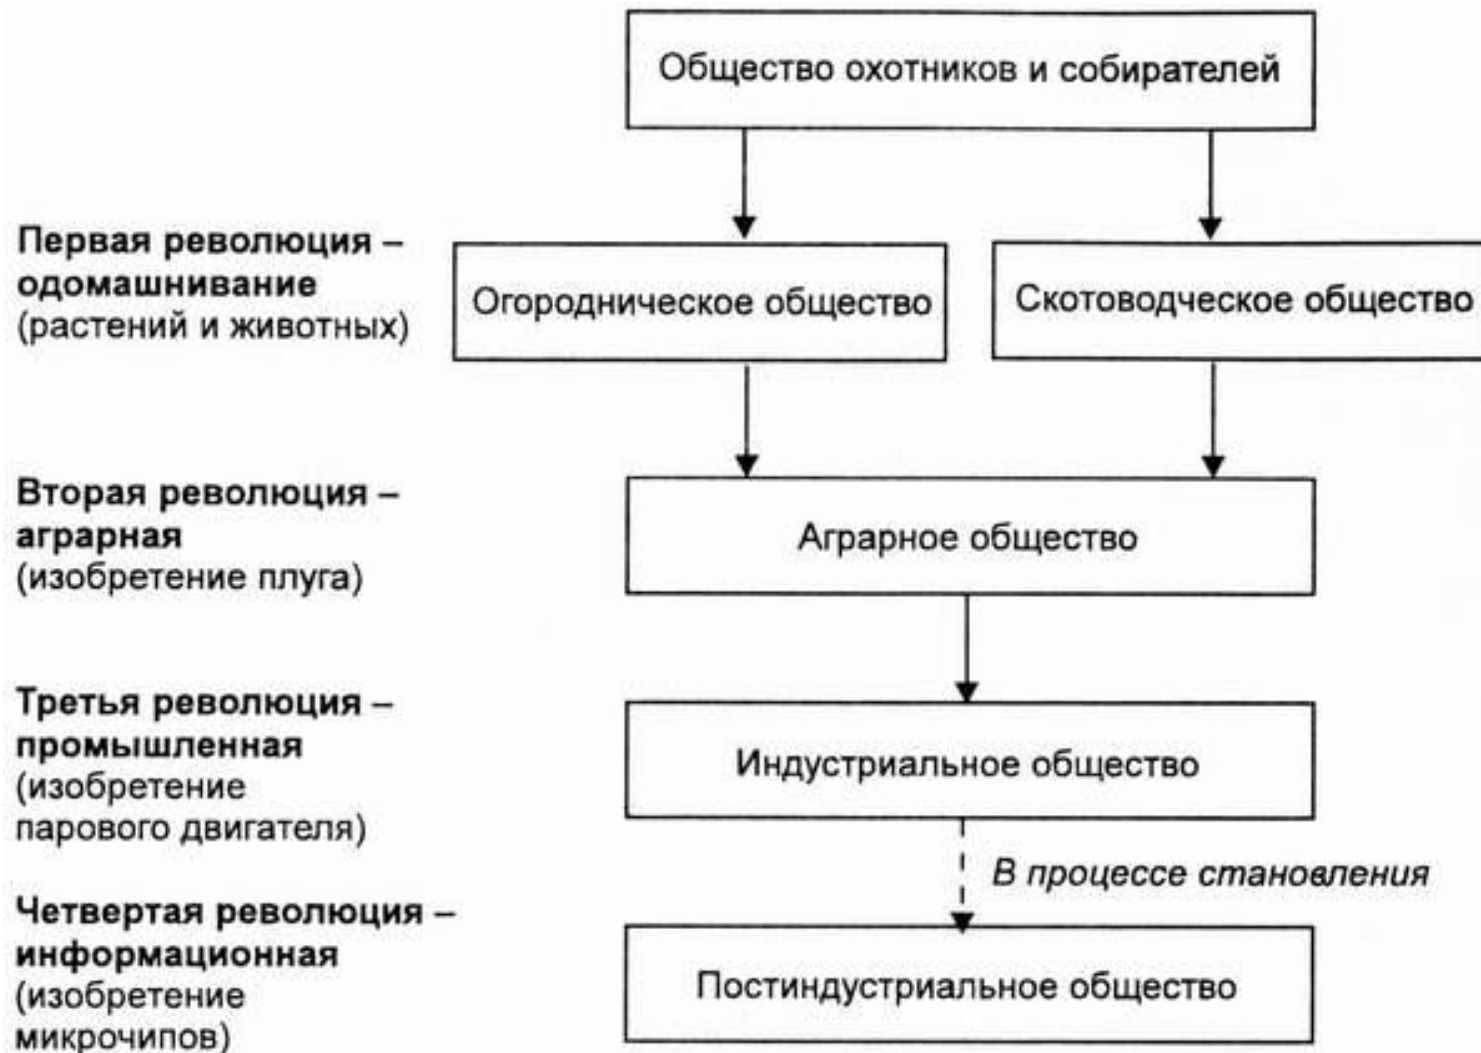 Общество охотников и собирателей
Первая революция –
одомашнивание
(растений и животных)
Огородническое общество
Скотоводческое общество
Вторая революция –
аграрная
(изобретение плуга)
Аграрное общество
Третья революция –
промышленная
(изобретение
парового двигателя)
Индустриальное общество
В процессе становления
Четвертая революция –
информационная
(изобретение
микрочипов)
Постиндустриальное общество